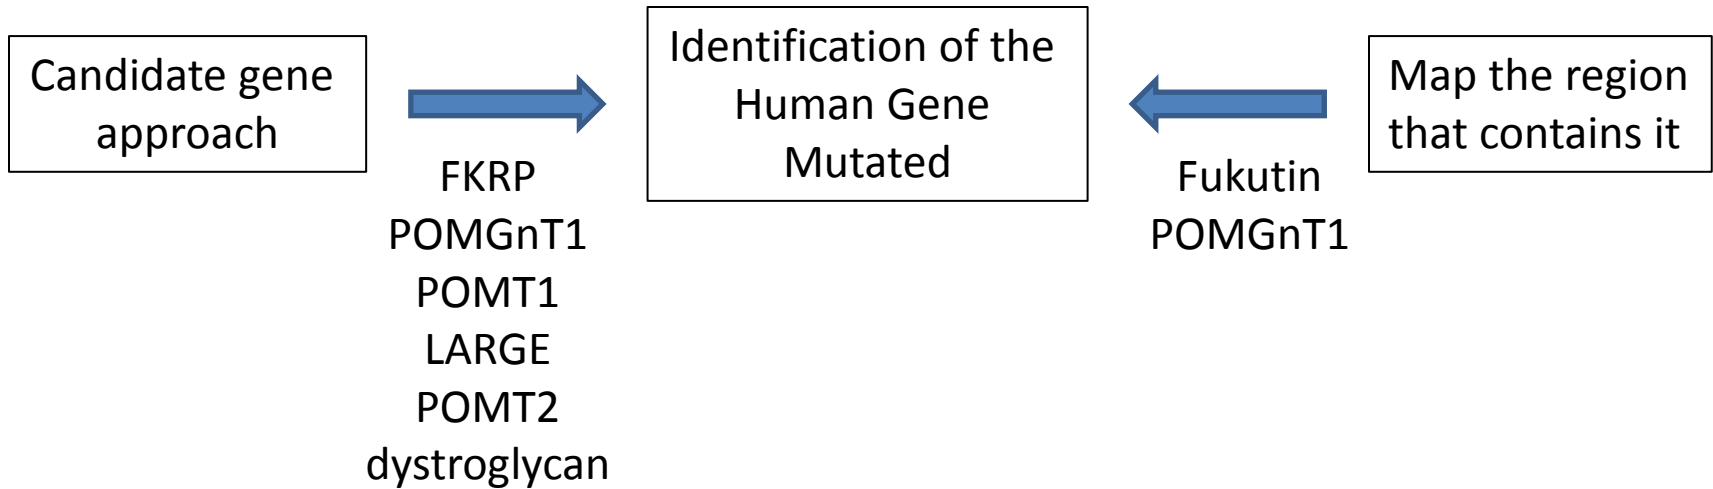 Candidate gene
approach
FKRP
POMGnT1
POMT1
LARGE
POMT2
dystroglycan
Identification of the
Human Gene
Mutated
Fukutin
POMGnT1
Map the region
that contains it